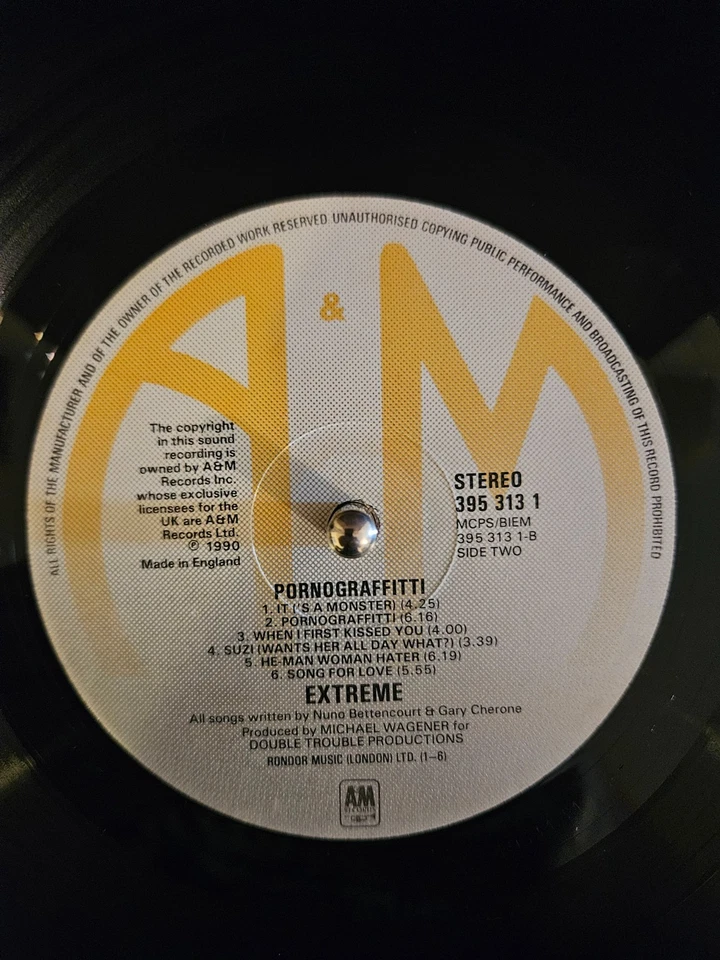 ALL RIGHTS OF THE MANUFACTURER AND OF THE OWNER OF THE RECORDED WORK RESERVED UNAUTHORISED COPYING PUBLIC PERFORMANCE AND BROADCASTING OF THIS RECORD PROHIBITED
A&M
The copyright
in this sound
recording is
owned by A&M
Records Inc.
whose exclusive
licensees for the
UK are A&M
Records Ltd.
℗ 1990
Made in England
STEREO
395 313 1
MCPS/BIEM
395 313 1-B
SIDE TWO
PORNOGRAFFITTI
1. IT ('S A MONSTER) (4.25)
2. PORNOGRAFFITTI (6.16)
3. WHEN I FIRST KISSED YOU (4.00)
4. SUZI (WANTS HER ALL DAY WHAT?) (3.39)
5. HE-MAN WOMAN HATER (6.19)
6. SONG FOR LOVE (5.55)
EXTREME
All songs written by Nuno Bettencourt & Gary Cherone
Produced by MICHAEL WAGENER for
DOUBLE TROUBLE PRODUCTIONS
RONDOR MUSIC (LONDON) LTD. (1–6)
AM
RECORDS